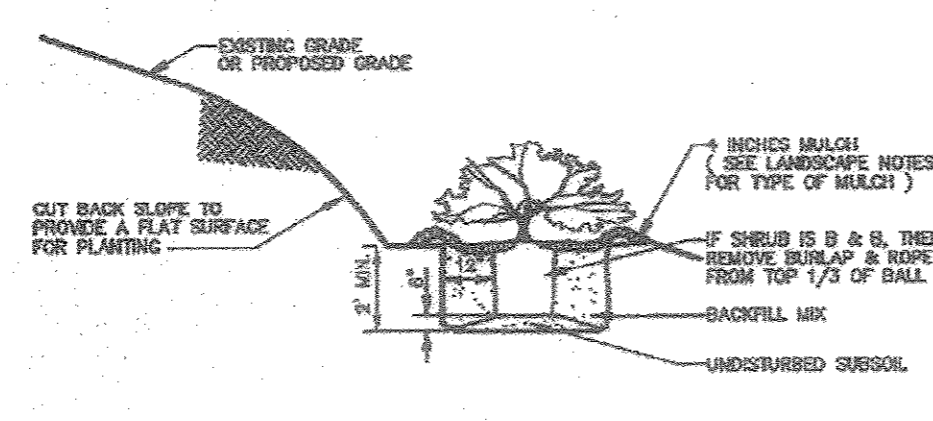 EXISTING GRADE
OR PROPOSED GRADE
4 INCHES MULCH
( SEE LANDSCAPE NOTES
FOR TYPE OF MULCH )
CUT BACK SLOPE TO
PROVIDE A FLAT SURFACE
FOR PLANTING
IF SHRUB IS B & B, THEN
REMOVE BURLAP & ROPE
FROM TOP 1/3 OF BALL
2' MIN.
6"
12"
BACKFILL MIX
UNDISTURBED SUBSOIL